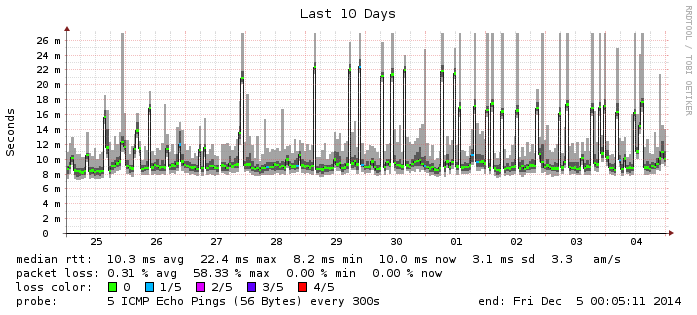 Last 10 Days
RRDTOOL / TOBI OETIKER
Seconds
26 m
24 m
22 m
20 m
18 m
16 m
14 m
12 m
10 m
8 m
6 m
4 m
2 m
0
25 26 27 28 29 30 01 02 03 04
median rtt: 10.3 ms avg 22.4 ms max 8.2 ms min 10.0 ms now 3.1 ms sd 3.3 am/s
packet loss: 0.31 % avg 58.33 % max 0.00 % min 0.00 % now
loss color: 0 1/5 2/5 3/5 4/5
probe: 5 ICMP Echo Pings (56 Bytes) every 300s end: Fri Dec 5 00:05:11 2014